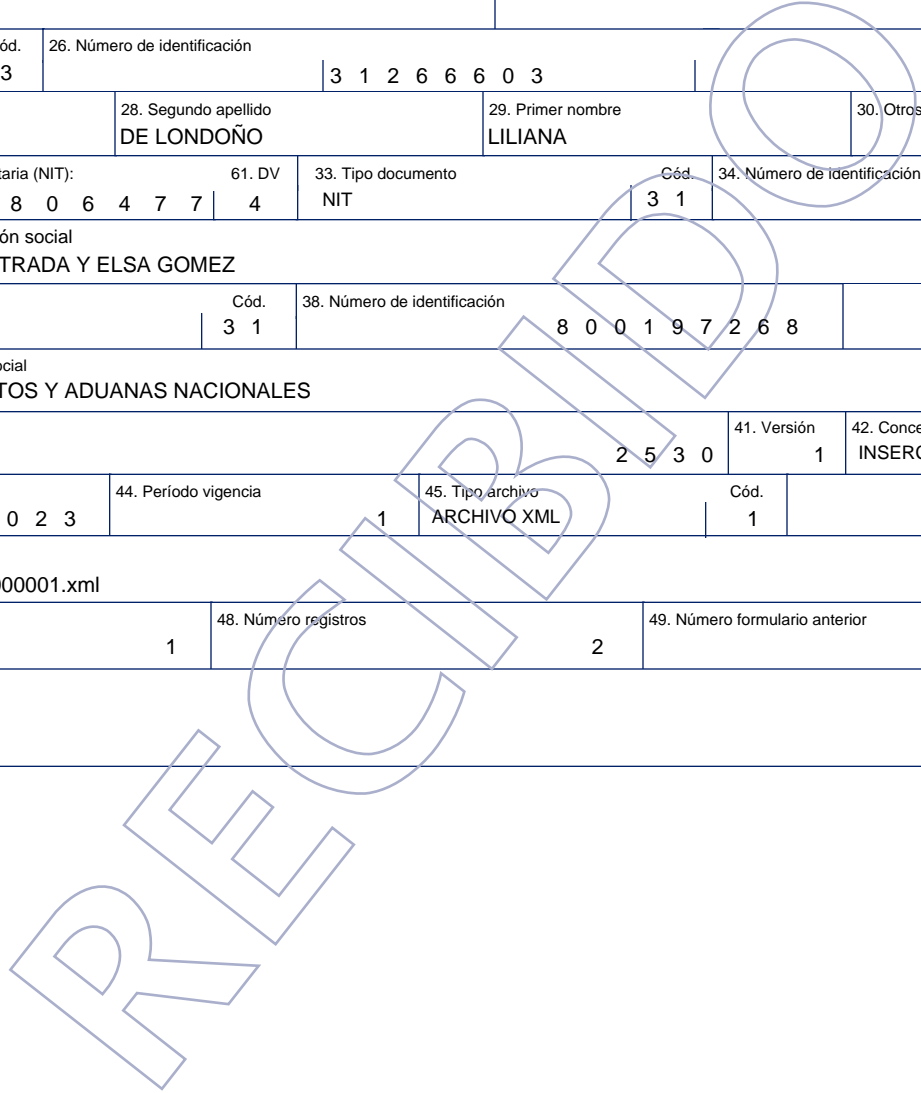 ód. 26. Número de identificación
3 3 1 2 6 6 6 0 3
28. Segundo apellido 29. Primer nombre 30. Otros
DE LONDOÑO LILIANA
taria (NIT): 61. DV 33. Tipo documento Cód. 34. Número de identificación
8 0 6 4 7 7 4 NIT 3 1
ón social
TRADA Y ELSA GOMEZ
Cód. 38. Número de identificación
3 1 8 0 0 1 9 7 2 6 8
ocial
TOS Y ADUANAS NACIONALES
41. Versión 42. Conce
2 5 3 0 1 INSERC
44. Período vigencia 45. Tipo archivo Cód.
0 2 3 1 ARCHIVO XML 1
000001.xml
48. Número registros 49. Número formulario anterior
1 2
RECIBIDO